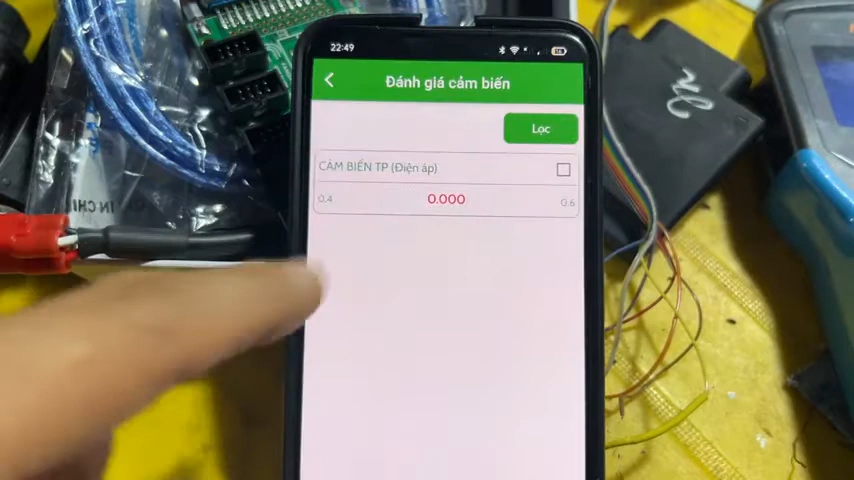 22:49
Đánh giá cảm biến
Lọc
CẢM BIẾN TP (Điện áp)
0.4 0.000 0.6